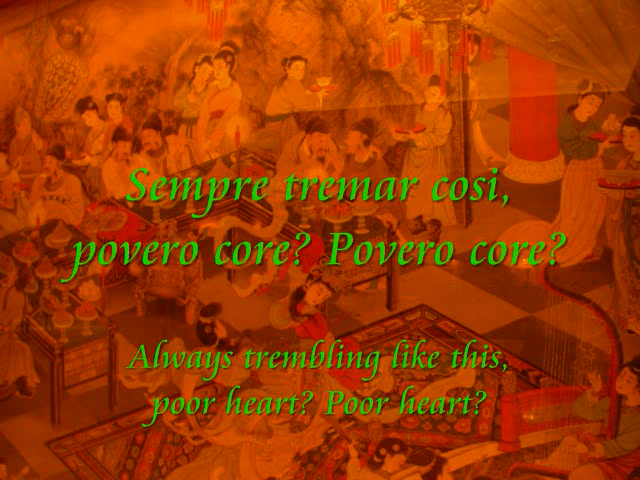 Sempre tremar cosi,
povero core? Povero core?
Always trembling like this,
poor heart? Poor heart?